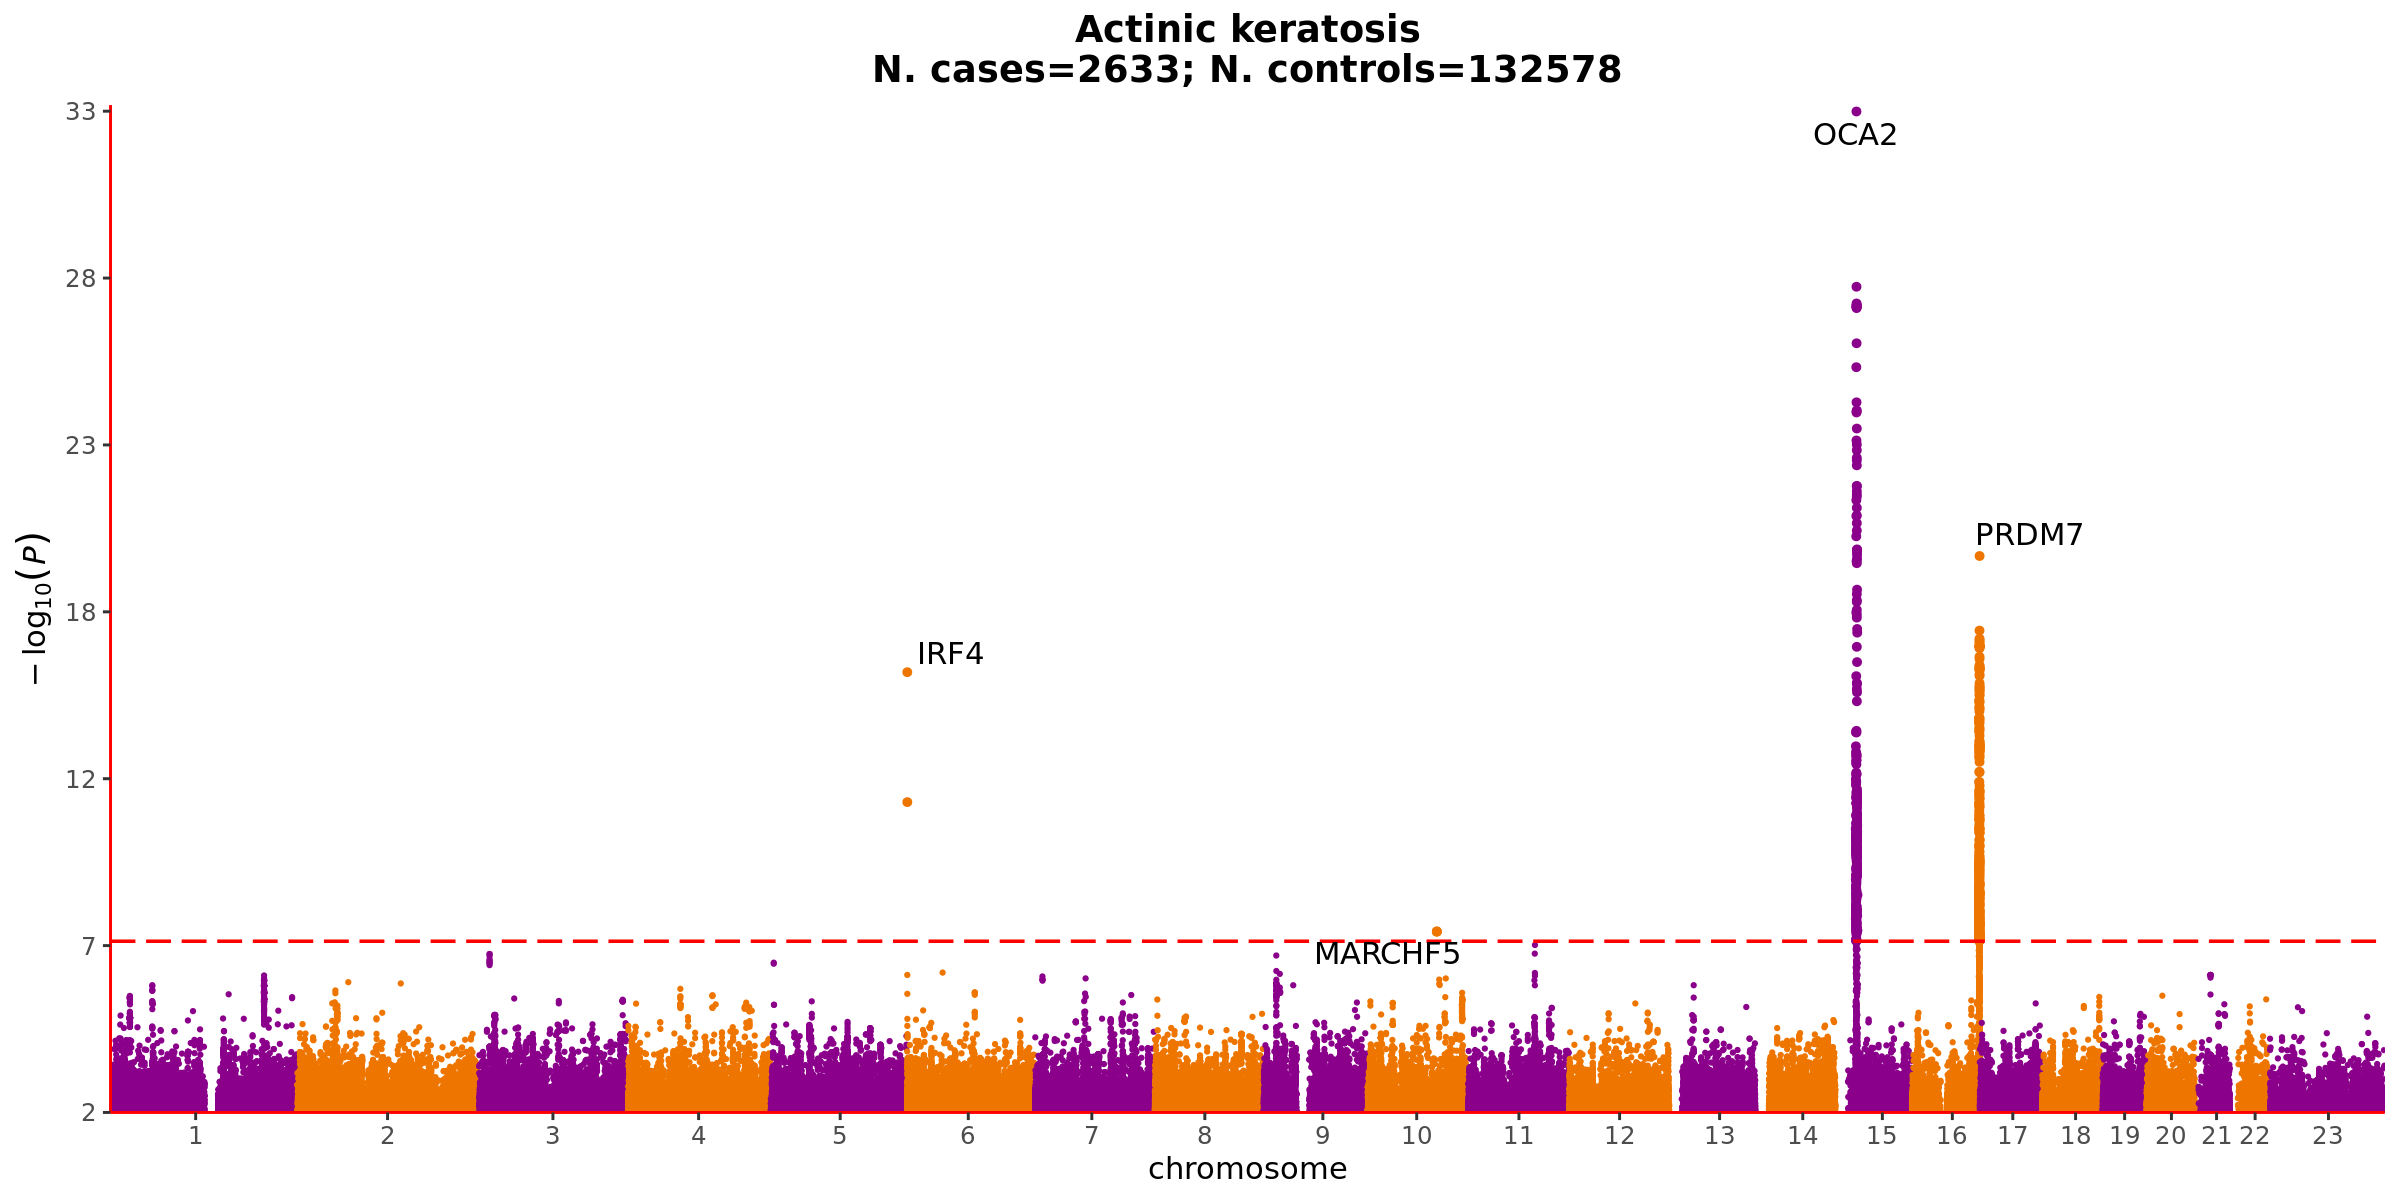 Actinic keratosis
N. cases=2633; N. controls=132578
33
OCA2
28
23
PRDM7
18
IRF4
− log10(P)
12
7
MARCHF5
2
1 2 3 4 5 6 7 8 9 10 11 12 13 14 15 16 17 18 19 20 21 22 23
chromosome